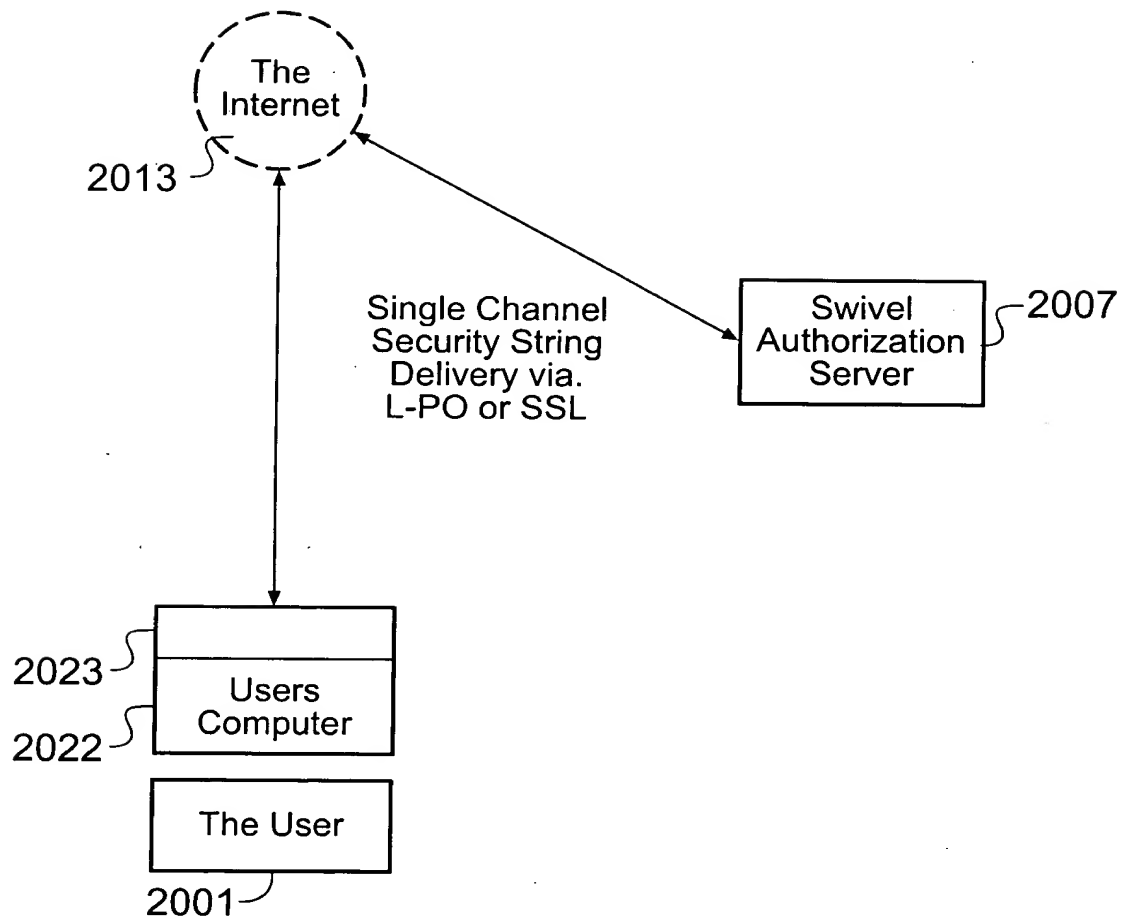 The
Internet
2013
Single Channel
Security String
Delivery via.
L-PO or SSL
Swivel
Authorization
Server
2007
2023
Users
Computer
2022
The User
2001